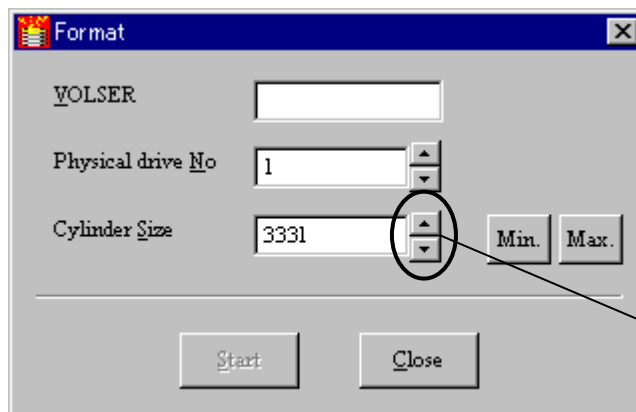 Format
VOLSER
Physical drive No
1
Cylinder Size
3331
Min. Max.
Start Close